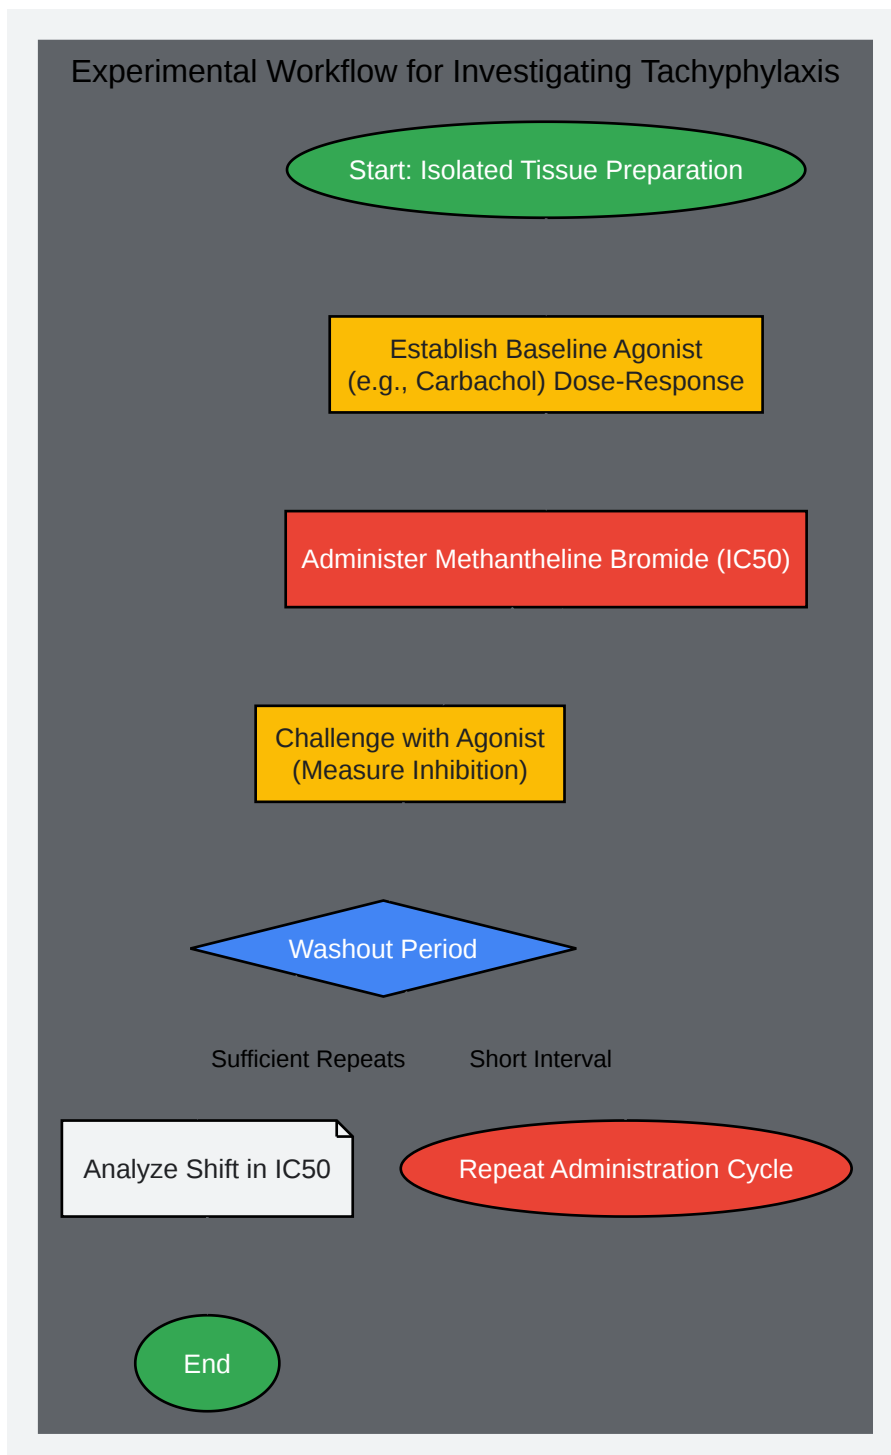 Experimental Workflow for Investigating Tachyphylaxis
Start: Isolated Tissue Preparation
Establish Baseline Agonist
(e.g., Carbachol) Dose-Response
Administer Methantheline Bromide (IC50)
Challenge with Agonist
(Measure Inhibition)
Washout Period
Sufficient Repeats
Short Interval
Analyze Shift in IC50
Repeat Administration Cycle
End